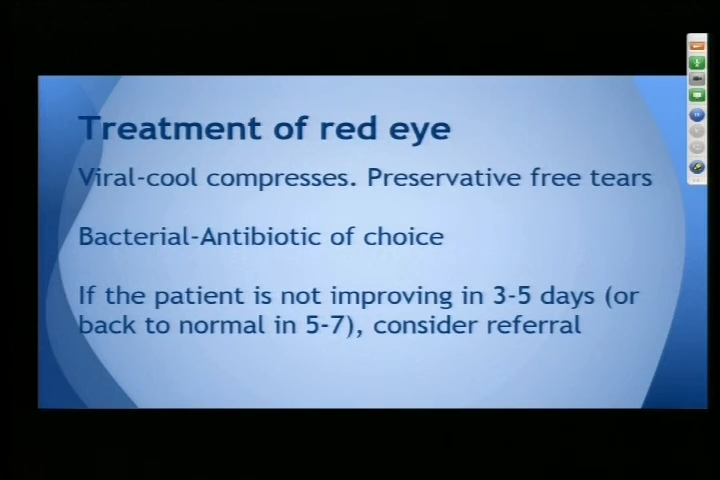 Treatment of red eye
Viral-cool compresses. Preservative free tears
Bacterial-Antibiotic of choice
If the patient is not improving in 3-5 days (or
back to normal in 5-7), consider referral